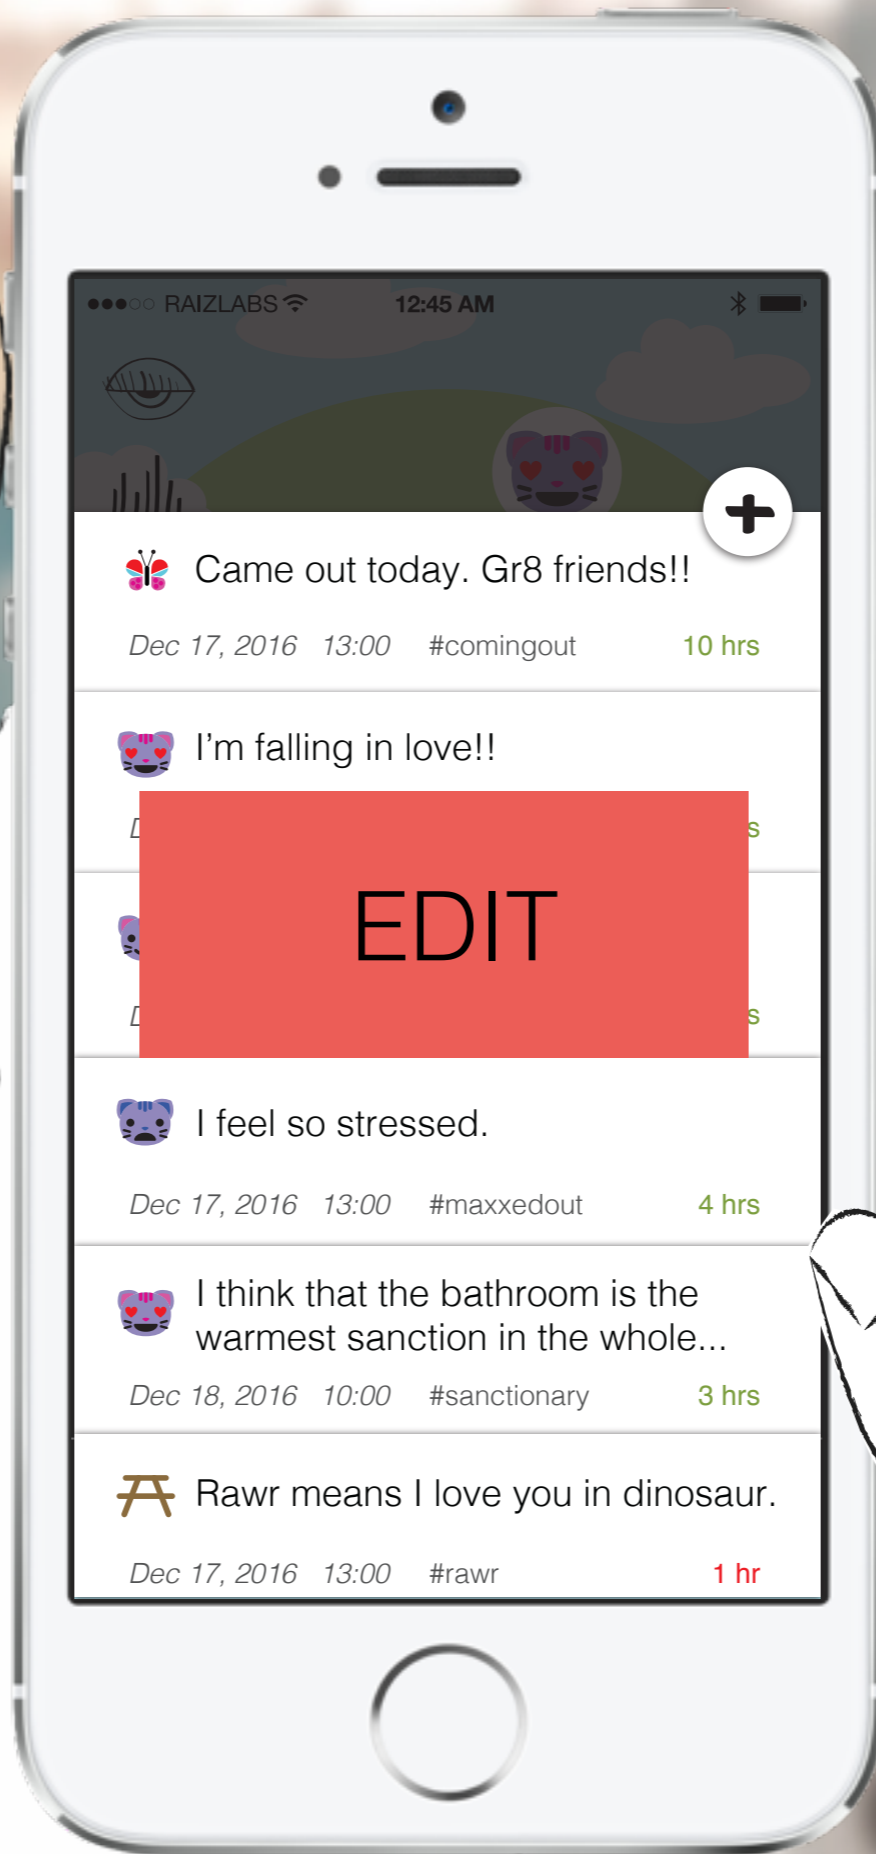 RAIZLABS 12:45 AM
Came out today. Gr8 friends!!
Dec 17, 2016 13:00 #comingout 10 hrs
I’m falling in love!!
EDIT
I feel so stressed.
Dec 17, 2016 13:00 #maxxedout 4 hrs
I think that the bathroom is the
warmest sanction in the whole...
Dec 18, 2016 10:00 #sanctionary 3 hrs
Rawr means I love you in dinosaur.
Dec 17, 2016 13:00 #rawr 1 hr